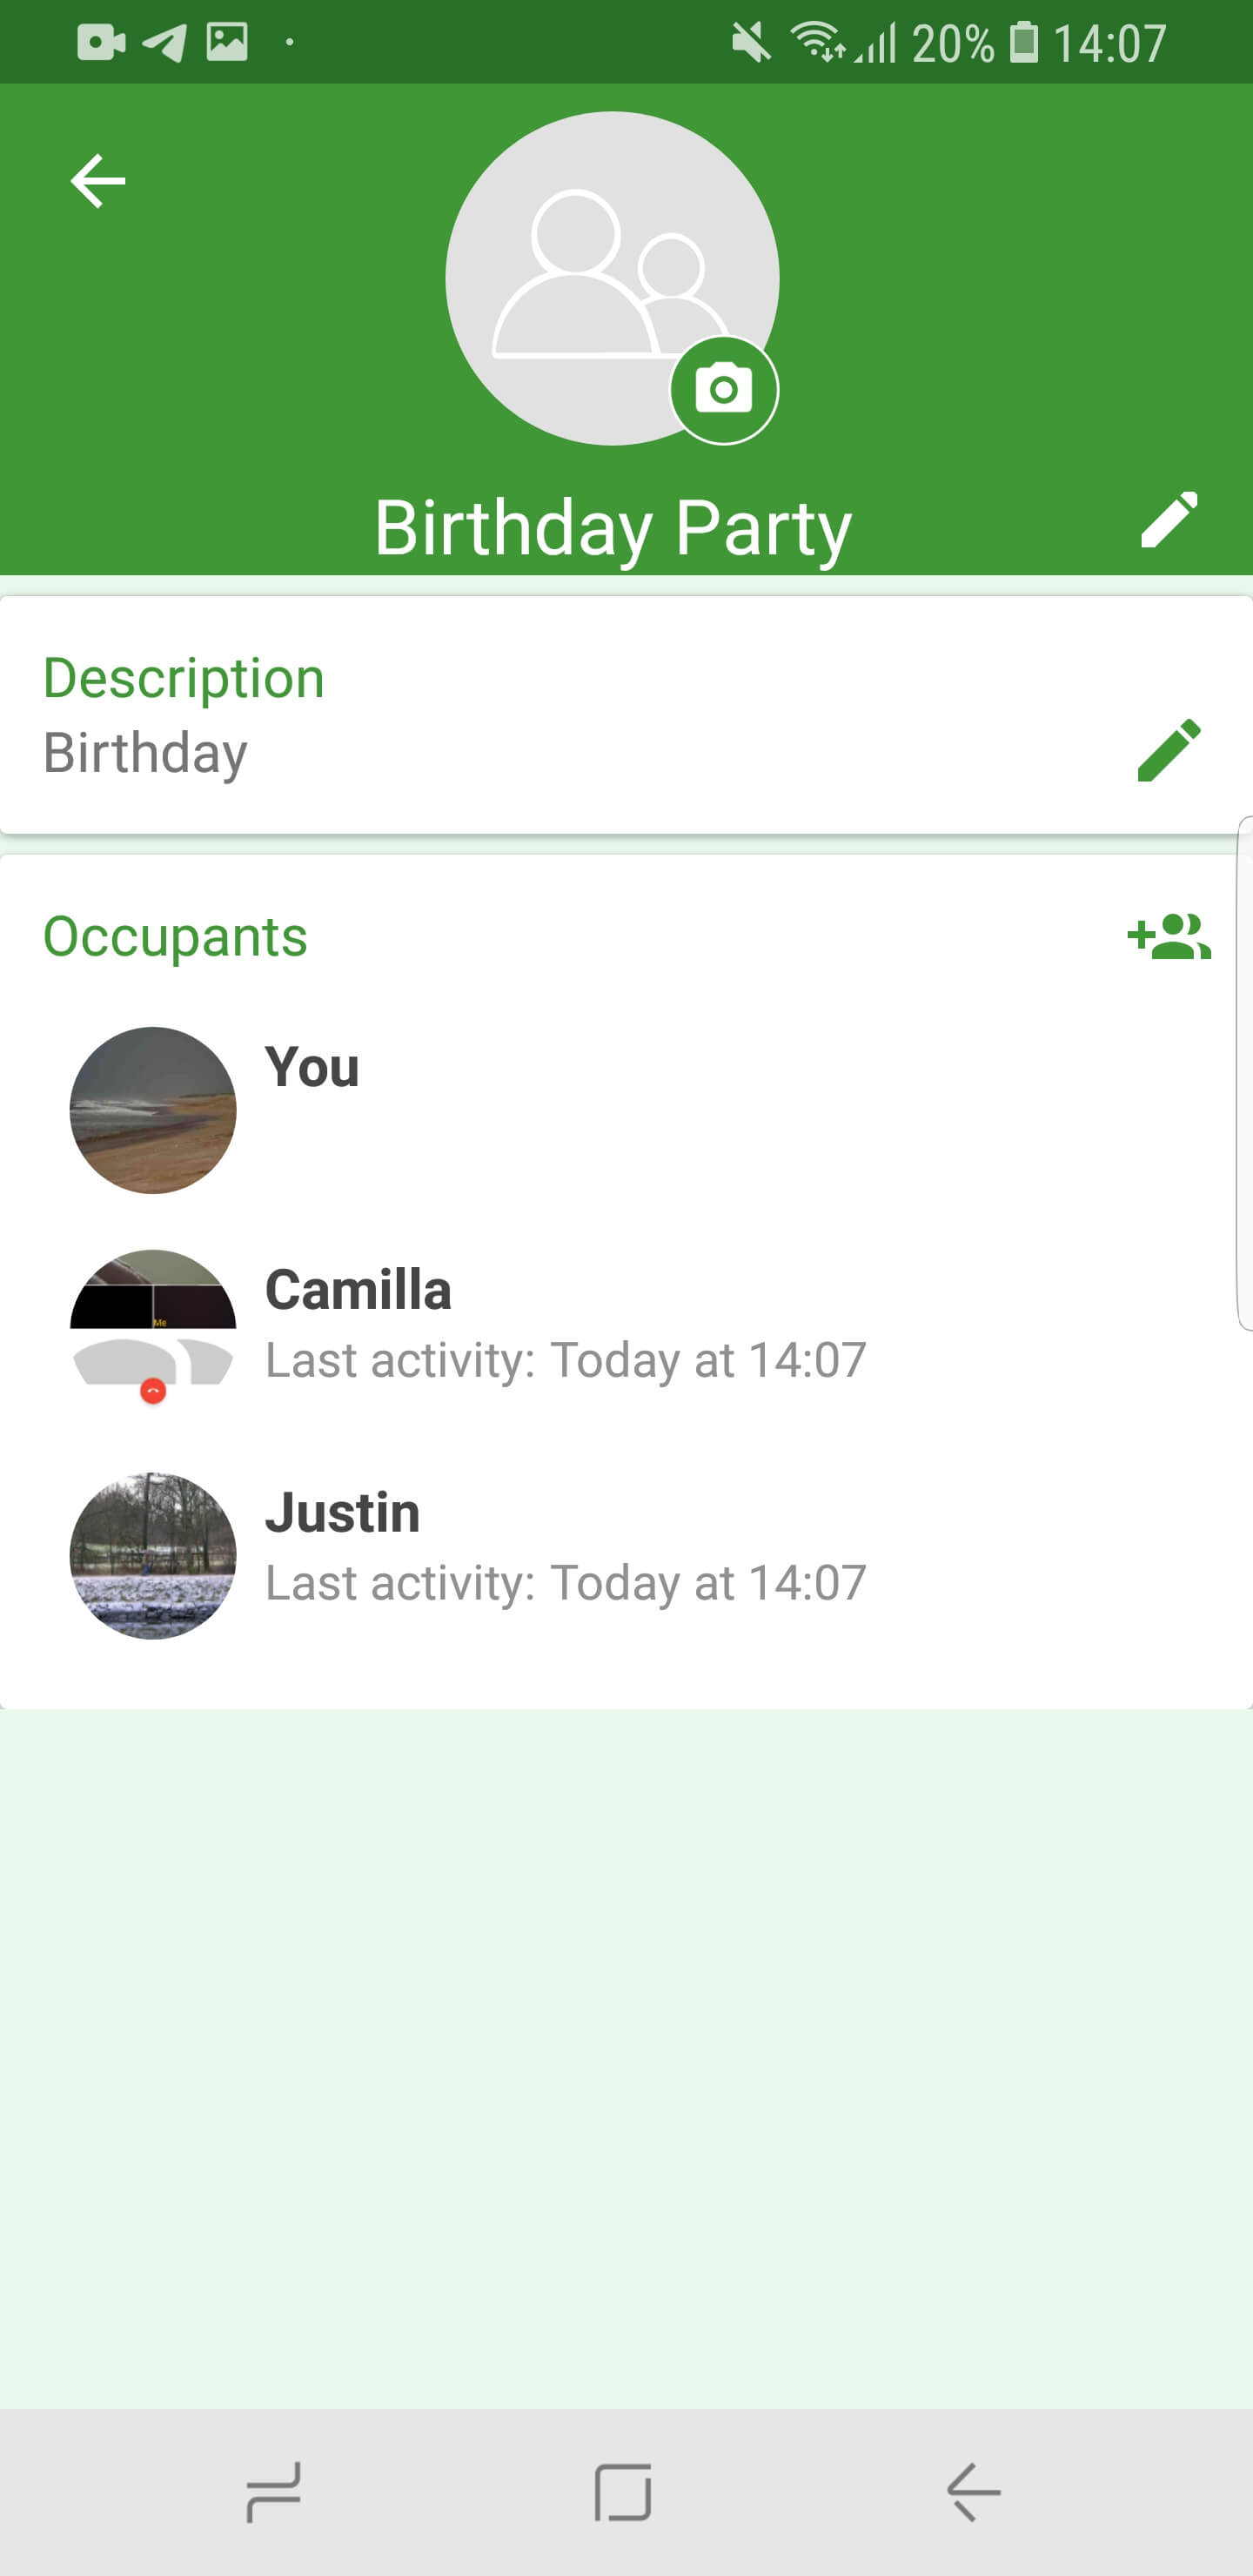 20% 14:07
Birthday Party
Description
Birthday
Occupants
You
Me
Camilla
Last activity: Today at 14:07
Justin
Last activity: Today at 14:07